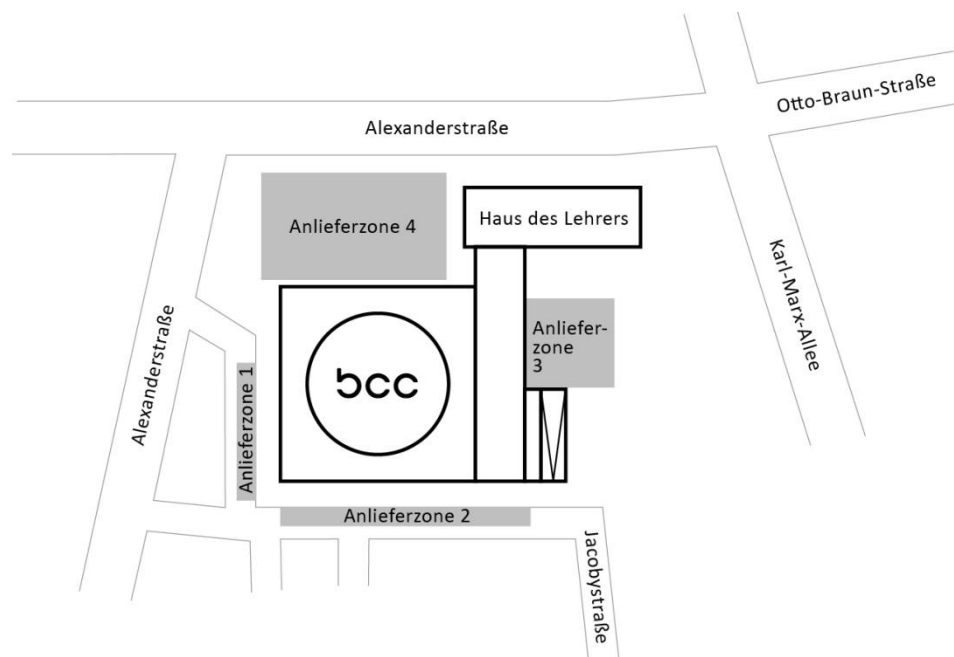 Otto-Braun-Straße
Alexanderstraße
Anlieferzone 4
Haus des Lehrers
Karl-Marx-Allee
Alexanderstraße
Anliefer-
zone
3
bcc
Anlieferzone 1
Anlieferzone 2
Jacobystraße